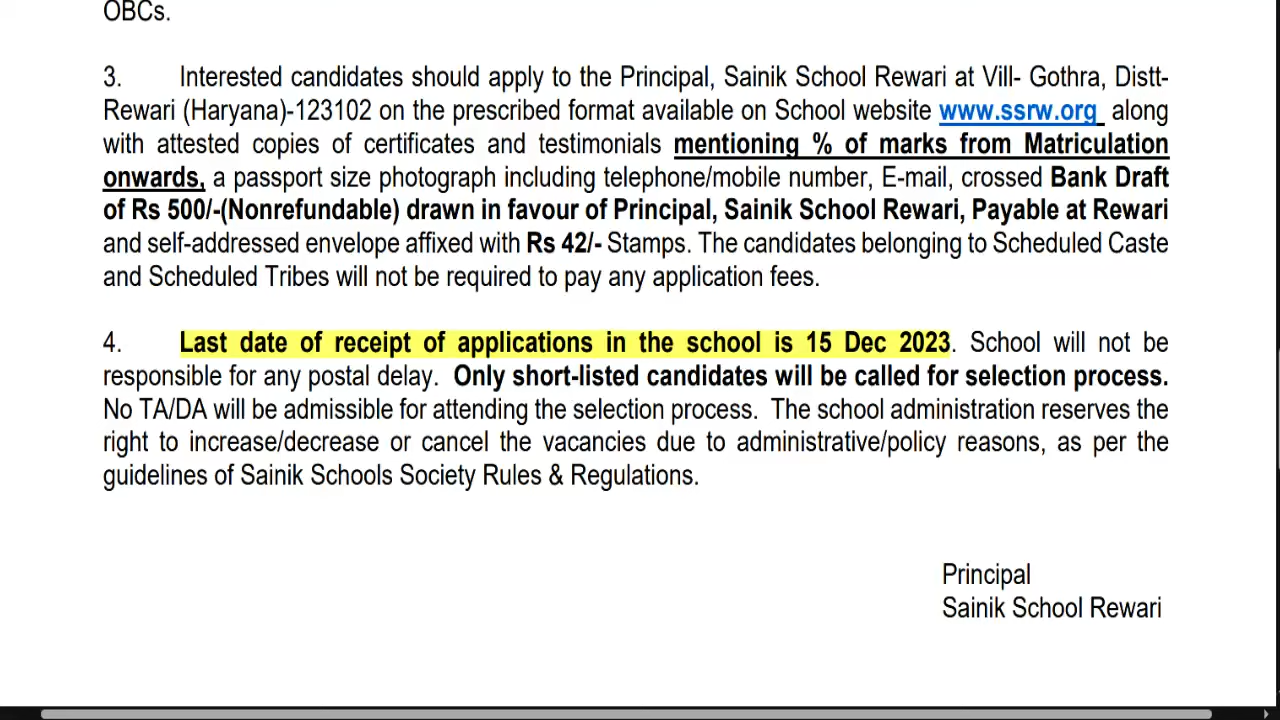 OBCs.
3. Interested candidates should apply to the Principal, Sainik School Rewari at Vill- Gothra, Distt-
Rewari (Haryana)-123102 on the prescribed format available on School website www.ssrw.org along
with attested copies of certificates and testimonials mentioning % of marks from Matriculation
onwards, a passport size photograph including telephone/mobile number, E-mail, crossed Bank Draft
of Rs 500/-(Nonrefundable) drawn in favour of Principal, Sainik School Rewari, Payable at Rewari
and self-addressed envelope affixed with Rs 42/- Stamps. The candidates belonging to Scheduled Caste
and Scheduled Tribes will not be required to pay any application fees.
4. Last date of receipt of applications in the school is 15 Dec 2023. School will not be
responsible for any postal delay. Only short-listed candidates will be called for selection process.
No TA/DA will be admissible for attending the selection process. The school administration reserves the
right to increase/decrease or cancel the vacancies due to administrative/policy reasons, as per the
guidelines of Sainik Schools Society Rules & Regulations.
Principal
Sainik School Rewari